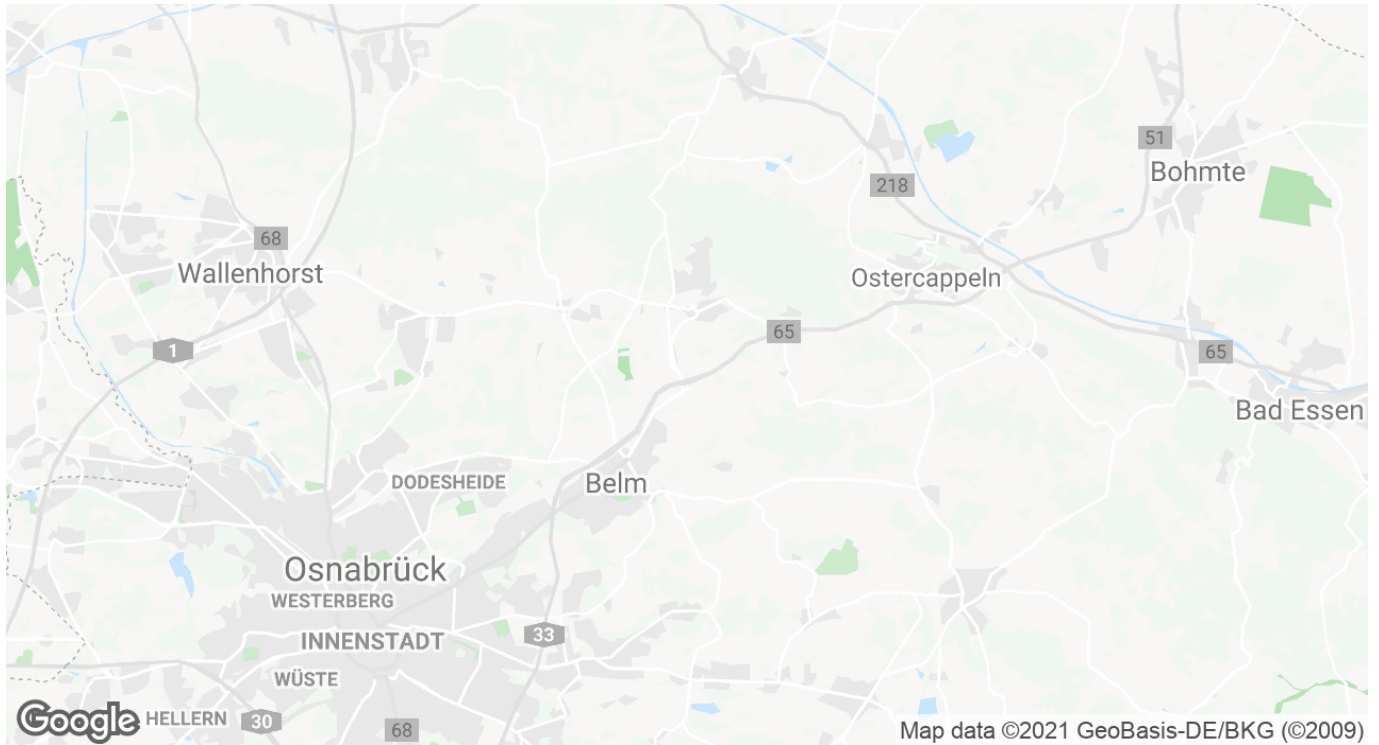 51
Bohmte
218
68
Wallenhorst
Ostercappeln
65
1
65
Bad Essen
DODESHEIDE
Belm
Osnabrück
WESTERBERG
INNENSTADT
33
WÜSTE
Google
HELLERN
30
68
Map data ©2021 GeoBasis-DE/BKG (©2009)